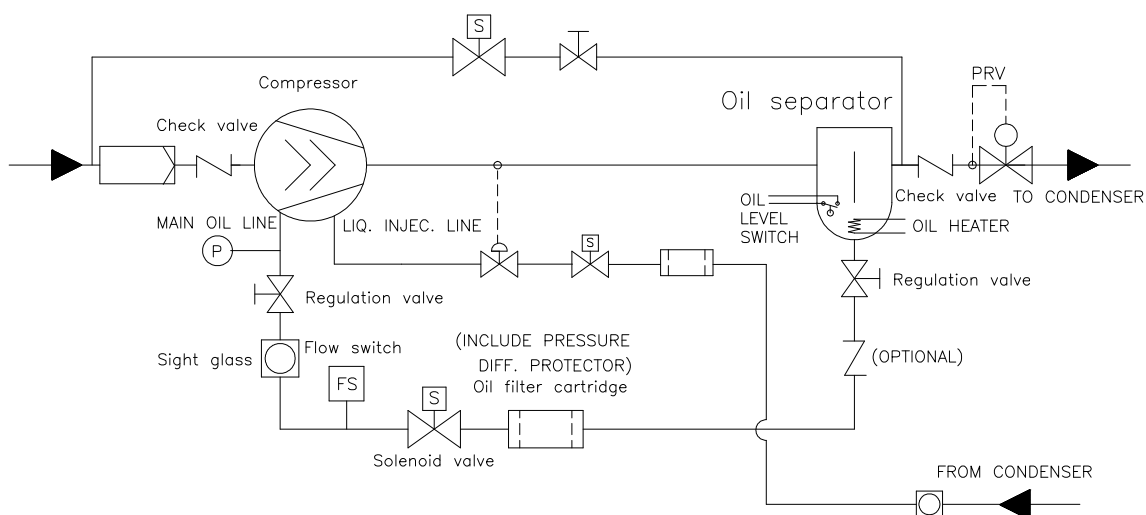 S
Compressor
PRV
Oil separator
Check valve
Check valve
TO CONDENSER
OIL
LEVEL
SWITCH
MAIN OIL LINE
LIQ. INJEC. LINE
OIL HEATER
P
S
Regulation valve
Regulation valve
(INCLUDE PRESSURE
DIFF. PROTECTOR)
Oil filter cartridge
Flow switch
Sight glass
(OPTIONAL)
FS
S
Solenoid valve
FROM CONDENSER